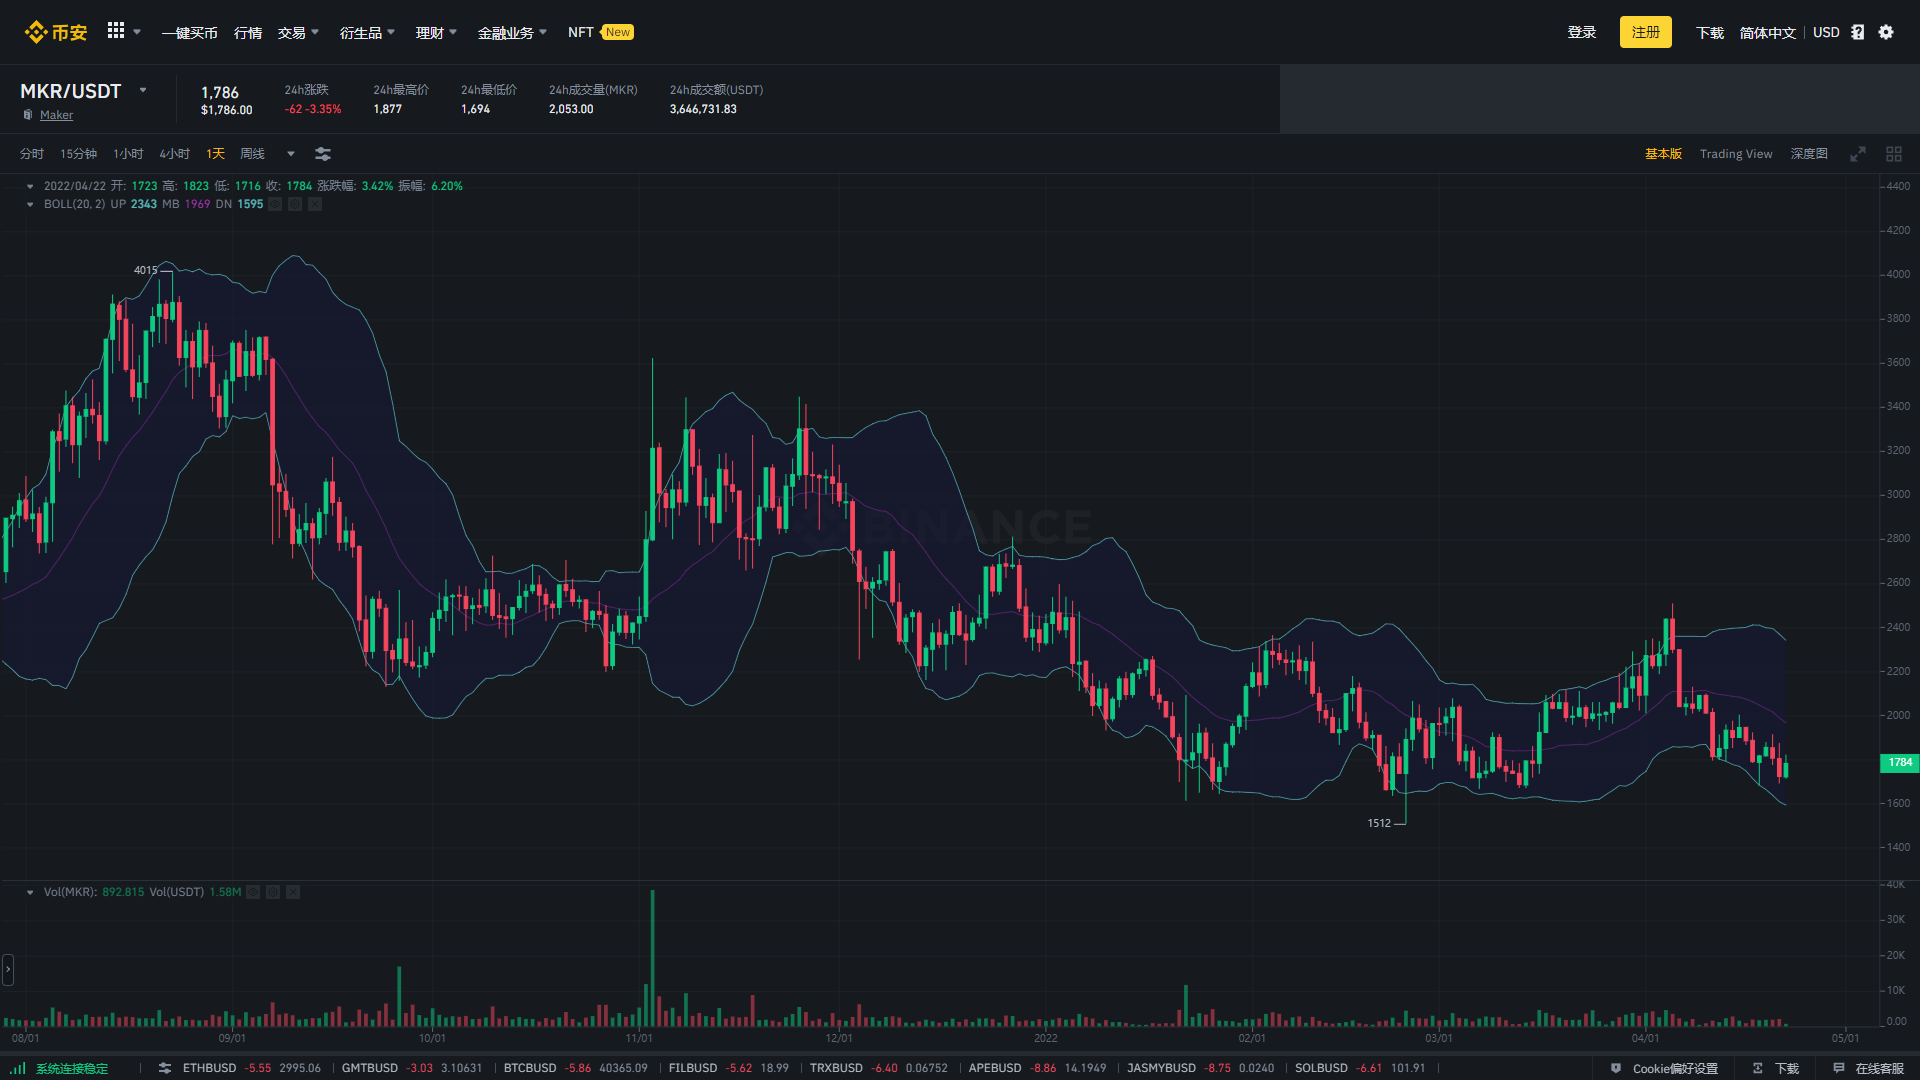 币安 一键买币 行情 交易 衍生品 理财 金融业务 NFT New 登录 注册 下载 简体中文 USD
MKR/USDT
Maker
1,786
$1,786.00
24h涨跌
-62 -3.35%
24h最高价
1,877
24h最低价
1,694
24h成交量(MKR)
2,053.00
24h成交额(USDT)
3,646,731.83
分时 15分钟 1小时 4小时 1天 周线 基本版 Trading View 深度图
2022/04/22 开: 1723 高: 1823 低: 1716 收: 1784 涨跌幅: 3.42% 振幅: 6.20%
BOLL(20, 2) UP 2343 MB 1969 DN 1595
4400
4200
4000
3800
3600
3400
3200
3000
2800
2600
2400
2200
2000
1784
1600
1400
4015
BINANCE
1512
Vol(MKR): 892.815 Vol(USDT) 1.58M
40K
30K
20K
10K
0.00
08/01 09/01 10/01 11/01 12/01 2022 02/01 03/01 04/01 05/01
系统连接稳定 ETHBUSD -5.55 2995.06 GMTBUSD -3.03 3.10631 BTCBUSD -5.86 40365.09 FILBUSD -5.62 18.99 TRXBUSD -6.40 0.06752 APEBUSD -8.86 14.1949 JASMYBUSD -8.75 0.0240 SOLBUSD -6.61 101.91 Cookie偏好设置 下载 在线客服